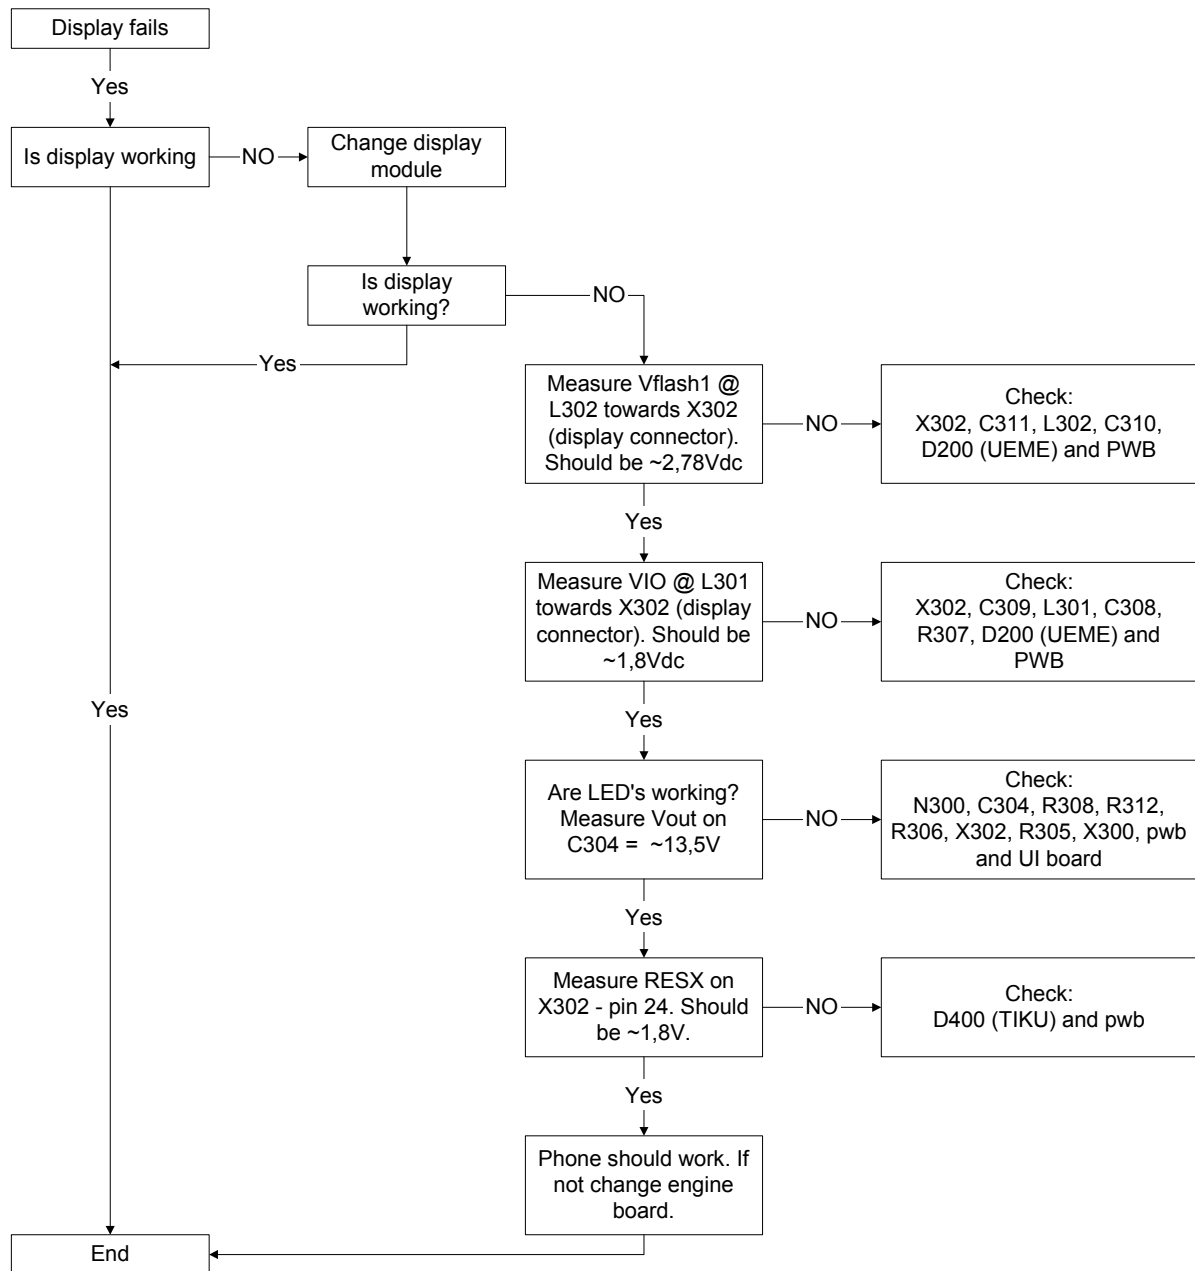 Display fails
Yes
Is display working
NO
Change display
module
Is display
working?
NO
Yes
Measure Vflash1 @
L302 towards X302
(display connector).
Should be ~2,78Vdc
NO
Check:
X302, C311, L302, C310,
D200 (UEME) and PWB
Yes
Measure VIO @ L301
towards X302 (display
connector). Should be
~1,8Vdc
NO
Check:
X302, C309, L301, C308,
R307, D200 (UEME) and
PWB
Yes
Yes
Are LED's working?
Measure Vout on
C304 = ~13,5V
NO
Check:
N300, C304, R308, R312,
R306, X302, R305, X300, pwb
and UI board
Yes
Measure RESX on
X302 - pin 24. Should
be ~1,8V.
NO
Check:
D400 (TIKU) and pwb
Yes
Phone should work. If
not change engine
board.
End